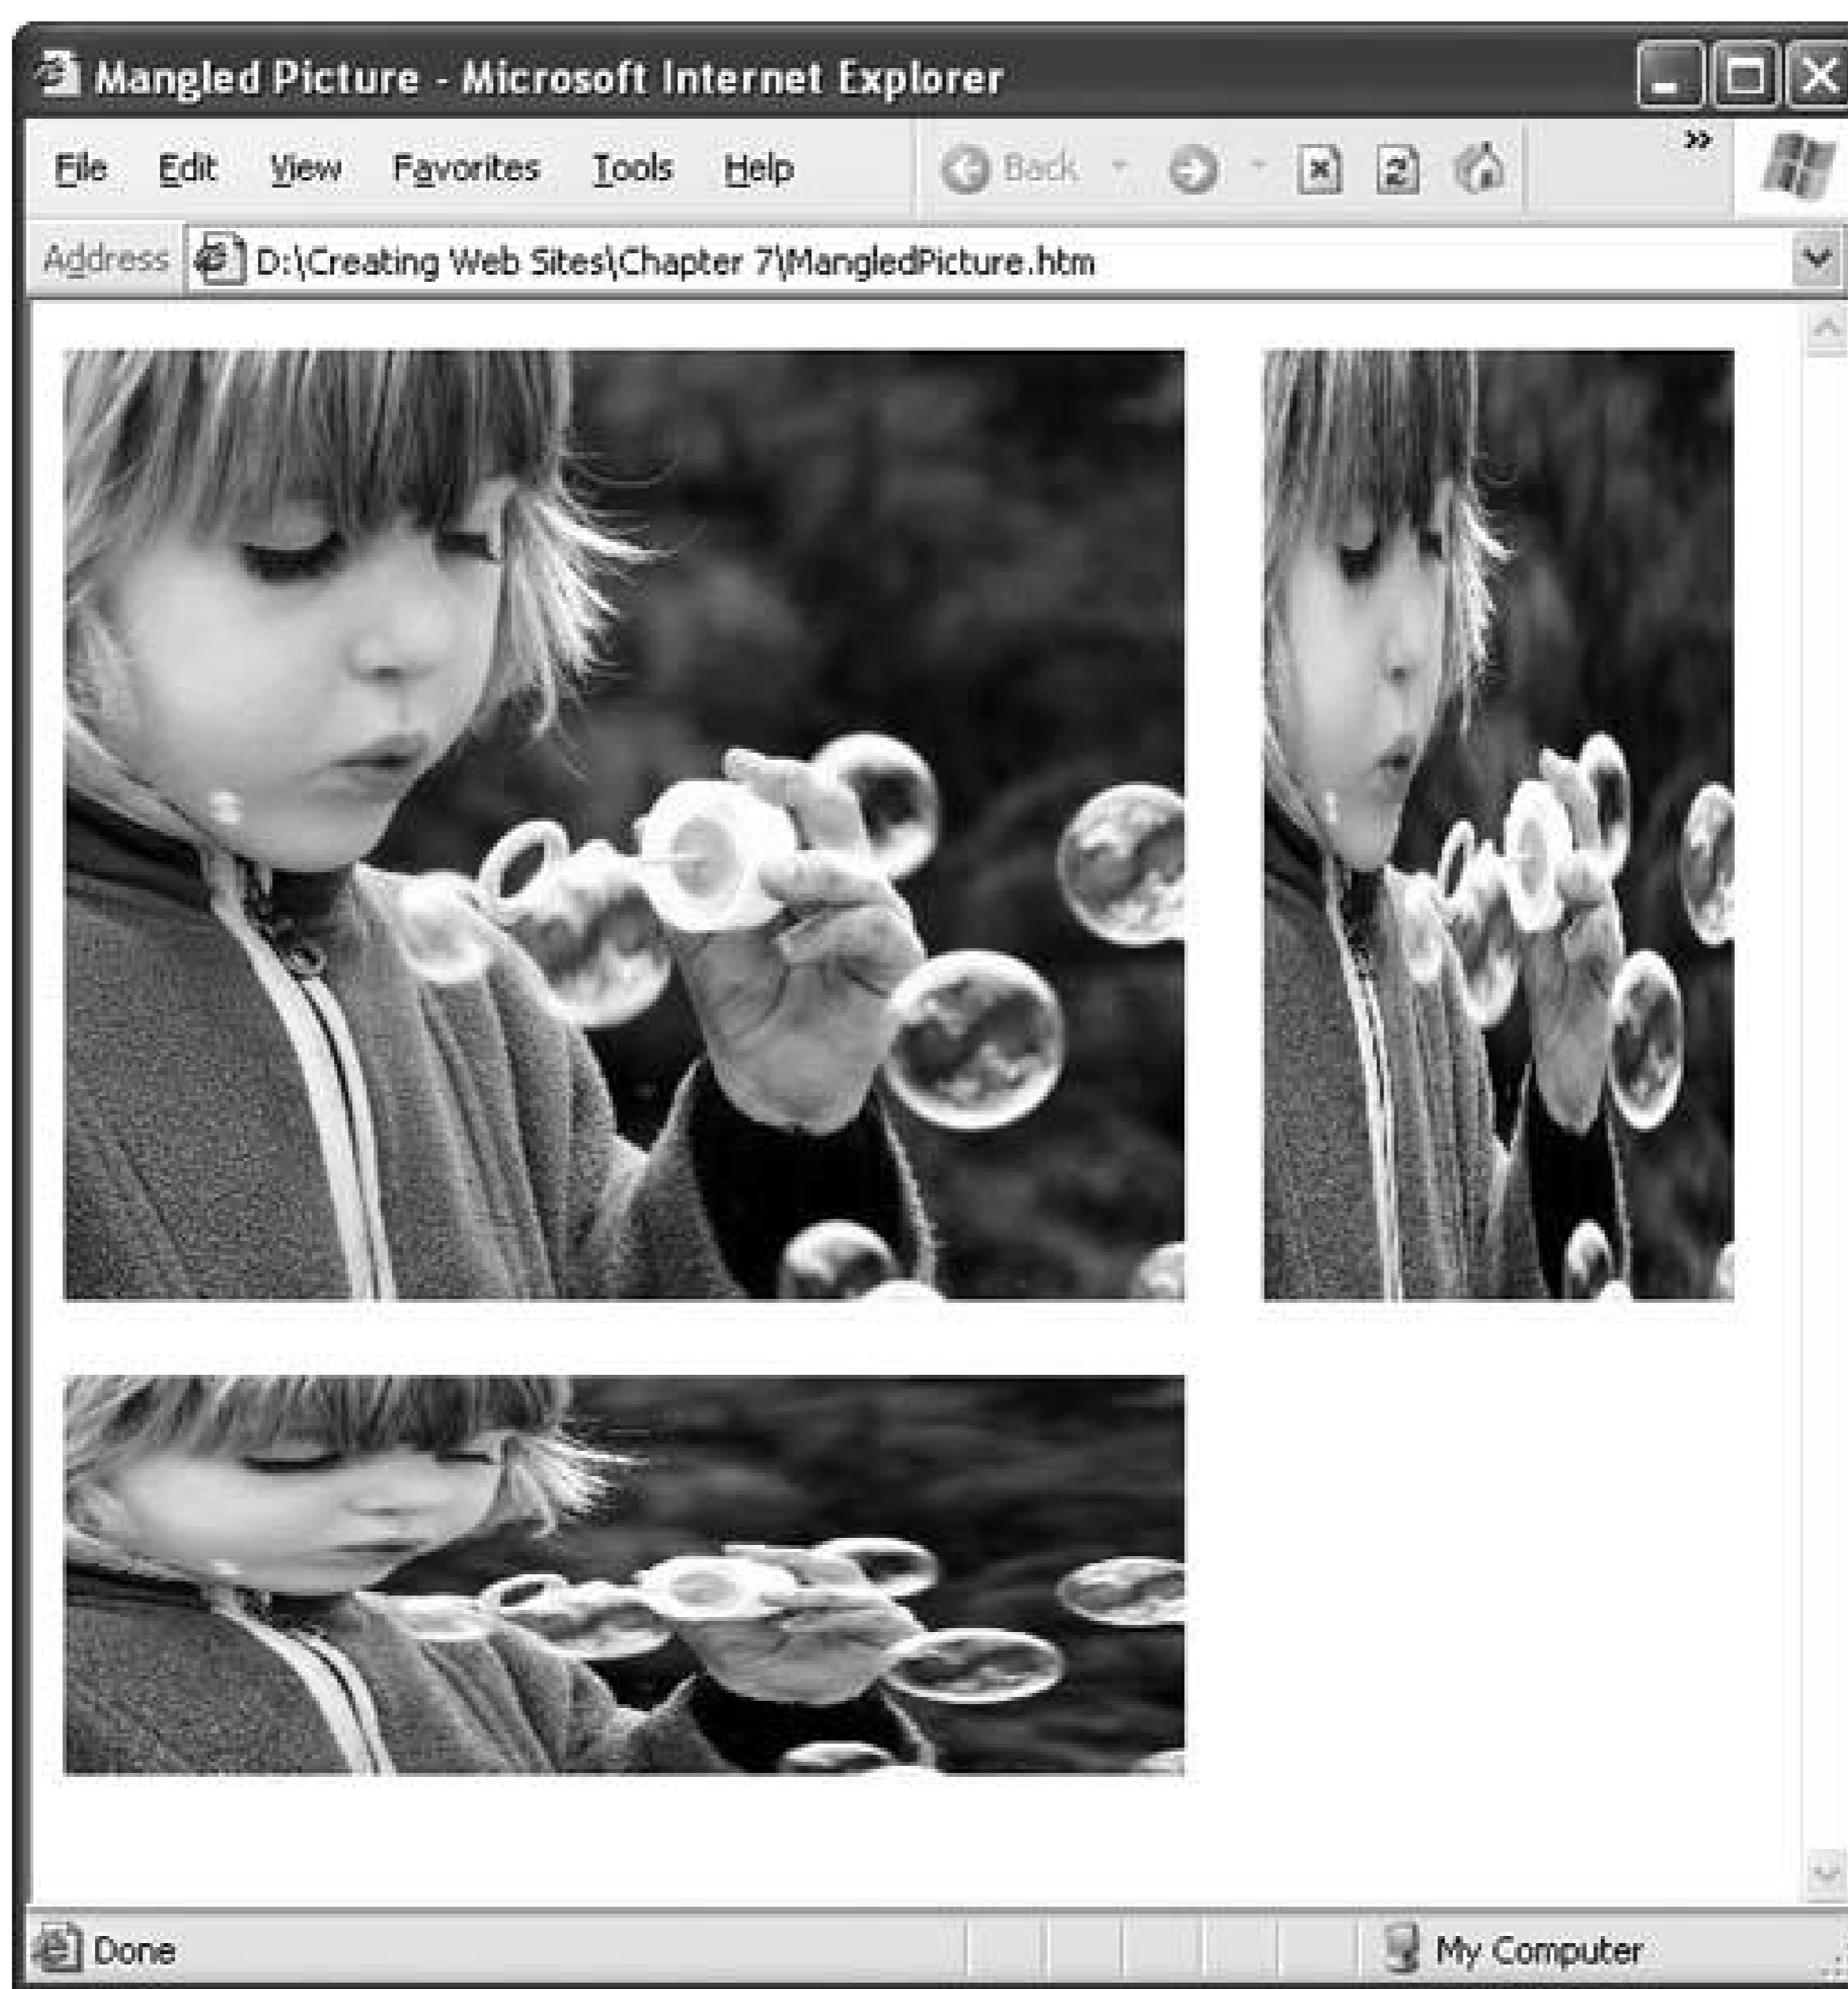 Mangled Picture - Microsoft Internet Explorer
File Edit View Favorites Tools Help Back »
Address D:\Creating Web Sites\Chapter 7\MangledPicture.htm
Done My Computer